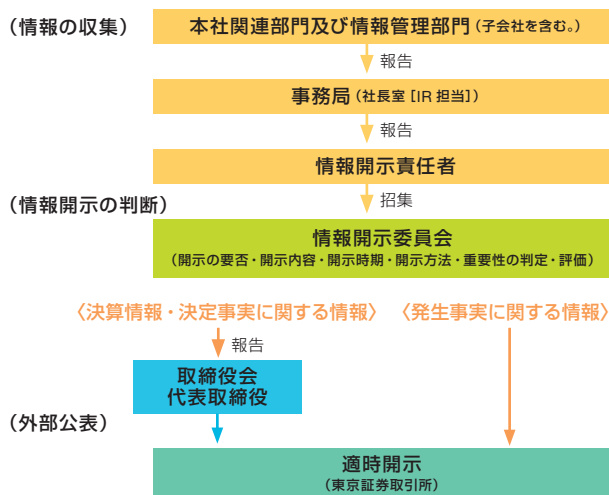 （情報の収集）
本社関連部門及び情報管理部門（子会社を含む。）
報告
事務局（社長室［IR 担当］）
報告
情報開示責任者
招集
（情報開示の判断）
情報開示委員会
（開示の要否・開示内容・開示時期・開示方法・重要性の判定・評価）
〈決算情報・決定事実に関する情報〉 〈発生事実に関する情報〉
報告
取締役会
代表取締役
（外部公表）
適時開示
（東京証券取引所）